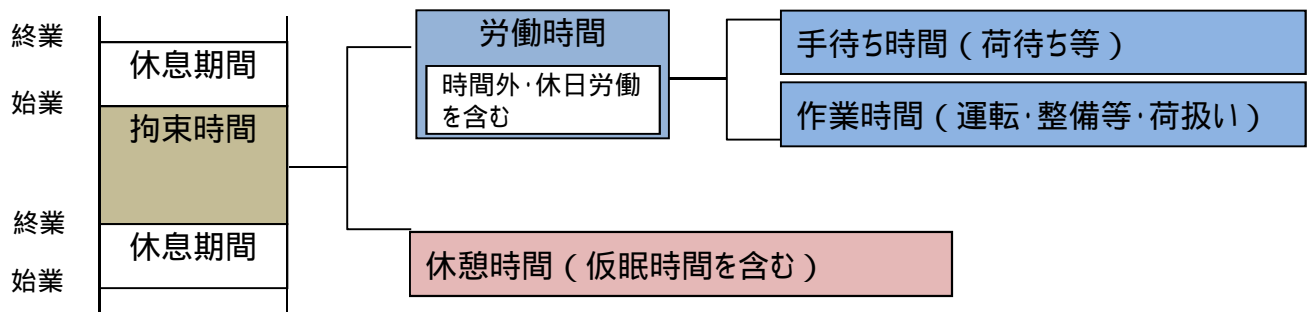 終業
休息期間
始業
拘束時間
終業
休息期間
始業
労働時間
時間外･休日労働
を含む
手待ち時間（荷待ち等）
作業時間（運転･整備等･荷扱い）
休憩時間（仮眠時間を含む）